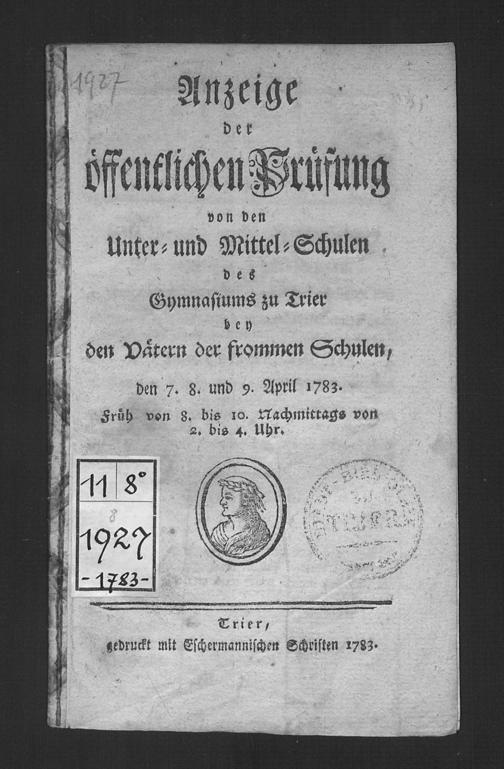 1927
Anzeige
der
öffentlichen Prüfung
von den
Unter- und Mittel-Schulen
des
Gymnasiums zu Trier
bey
den Vätern der frommen Schulen,
den 7. 8. und 9. April 1783.
Früh von 8. bis 10. Nachmittags von
2. bis 4. Uhr.
11 8°
8
1927
-1783-
TRIER
Trier,
gedruckt mit Eschermannischen Schriften 1783.